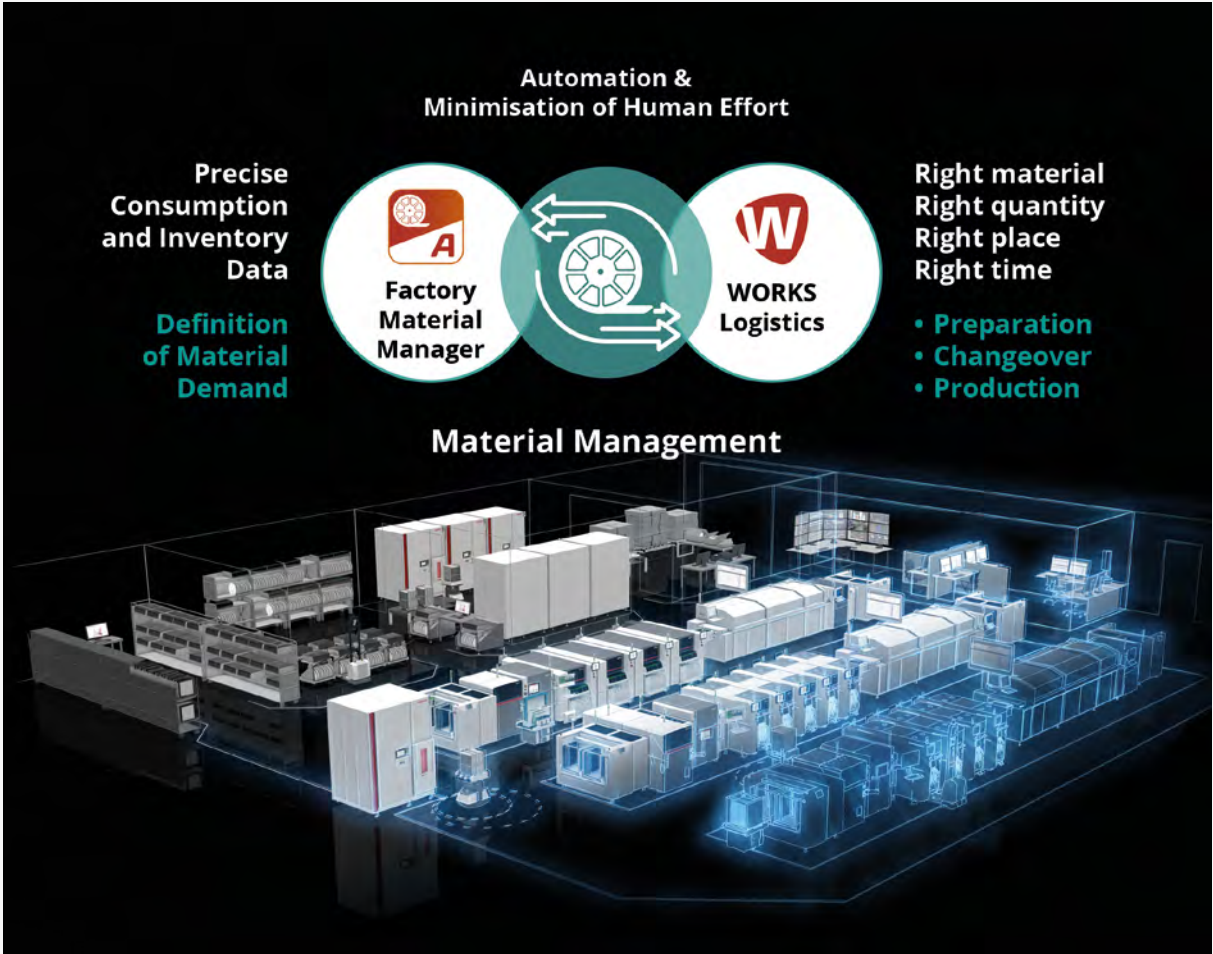 Automation &
Minimisation of Human Effort
Precise
Consumption
and Inventory
Data
Definition
of Material
Demand
A
Factory
Material
Manager
W
WORKS
Logistics
Right material
Right quantity
Right place
Right time
• Preparation
• Changeover
• Production
Material Management